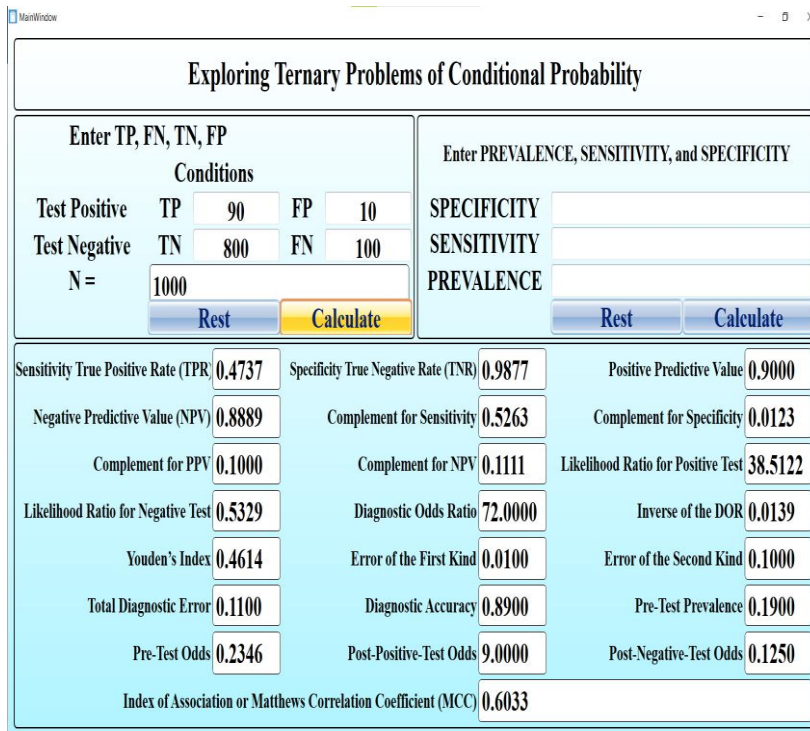 MainWindow
Exploring Ternary Problems of Conditional Probability
Enter TP, FN, TN, FP
Conditions
Test Positive TP 90 FP 10
Test Negative TN 800 FN 100
N = 1000
Rest Calculate
Enter PREVALENCE, SENSITIVITY, and SPECIFICITY
SPECIFICITY
SENSITIVITY
PREVALENCE
Rest Calculate
Sensitivity True Positive Rate (TPR) 0.4737 Specificity True Negative Rate (TNR) 0.9877 Positive Predictive Value 0.9000
Negative Predictive Value (NPV) 0.8889 Complement for Sensitivity 0.5263 Complement for Specificity 0.0123
Complement for PPV 0.1000 Complement for NPV 0.1111 Likelihood Ratio for Positive Test 38.5122
Likelihood Ratio for Negative Test 0.5329 Diagnostic Odds Ratio 72.0000 Inverse of the DOR 0.0139
Youden's Index 0.4614 Error of the First Kind 0.0100 Error of the Second Kind 0.1000
Total Diagnostic Error 0.1100 Diagnostic Accuracy 0.8900 Pre-Test Prevalence 0.1900
Pre-Test Odds 0.2346 Post-Positive-Test Odds 9.0000 Post-Negative-Test Odds 0.1250
Index of Association or Matthews Correlation Coefficient (MCC) 0.6033